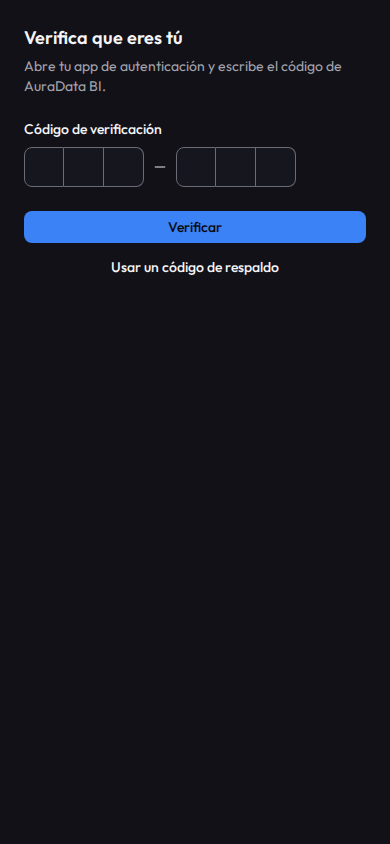 Verifica que eres tú
Abre tu app de autenticación y escribe el código de
AuraData BI.
Código de verificación
–
Verificar
Usar un código de respaldo